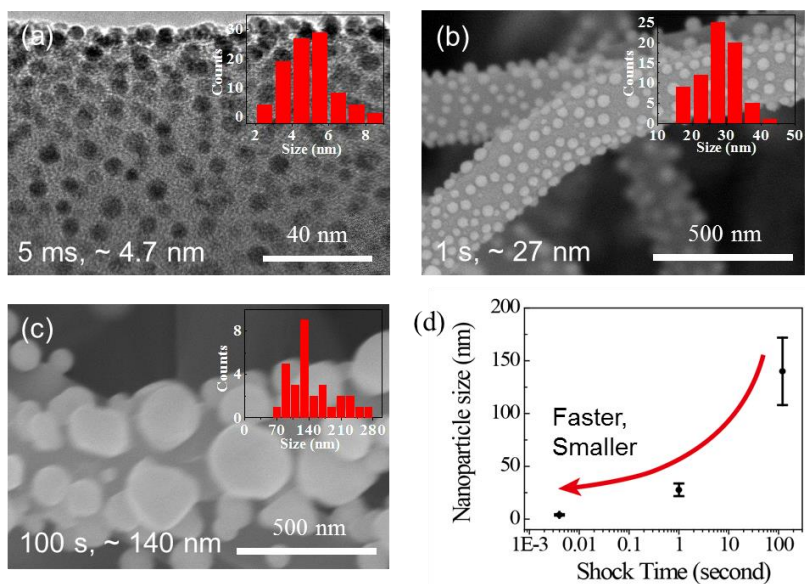 (a)
30
20
10
0
Counts
2 4 6 8
Size (nm)
40 nm
5 ms, ~ 4.7 nm
(b)
25
20
15
10
5
0
Counts
10 20 30 40 50
Size (nm)
500 nm
1 s, ~ 27 nm
(c)
8
4
0
Counts
0 70 140 210 280
Size (nm)
500 nm
100 s, ~ 140 nm
(d)
200
150
100
50
0
Nanoparticle size (nm)
Faster,
Smaller
1E-3 0.01 0.1 1 10 100
Shock Time (second)